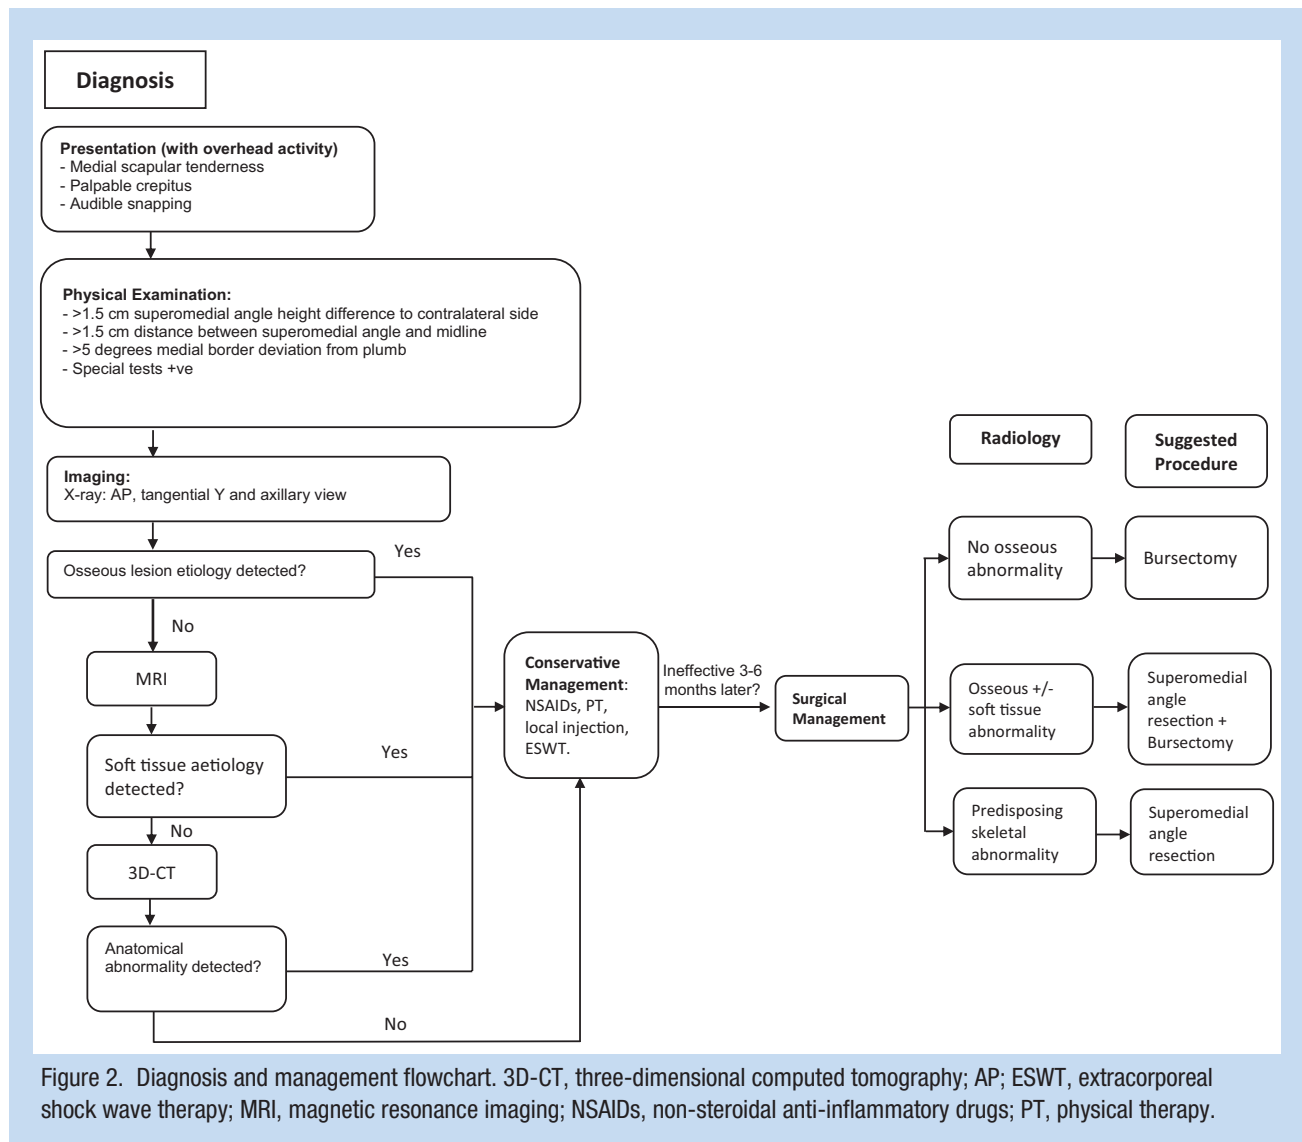 Diagnosis
Presentation (with overhead activity)
- Medial scapular tenderness
- Palpable crepitus
- Audible snapping
Physical Examination:
- >1.5 cm superomedial angle height difference to contralateral side
- >1.5 cm distance between superomedial angle and midline
- >5 degrees medial border deviation from plumb
- Special tests +ve
Imaging:
X-ray: AP, tangential Y and axillary view
Osseous lesion etiology detected?
Yes
No
MRI
Soft tissue aetiology
detected?
Yes
No
3D-CT
Anatomical
abnormality detected?
Yes
No
Conservative
Management:
NSAIDs, PT,
local injection,
ESWT.
Ineffective 3-6
months later?
Surgical
Management
Radiology
Suggested
Procedure
No osseous
abnormality
Bursectomy
Osseous +/-
soft tissue
abnormality
Superomedial
angle
resection +
Bursectomy
Predisposing
skeletal
abnormality
Superomedial
angle
resection
Figure 2. Diagnosis and management flowchart. 3D-CT, three-dimensional computed tomography; AP; ESWT, extracorporeal
shock wave therapy; MRI, magnetic resonance imaging; NSAIDs, non-steroidal anti-inflammatory drugs; PT, physical therapy.